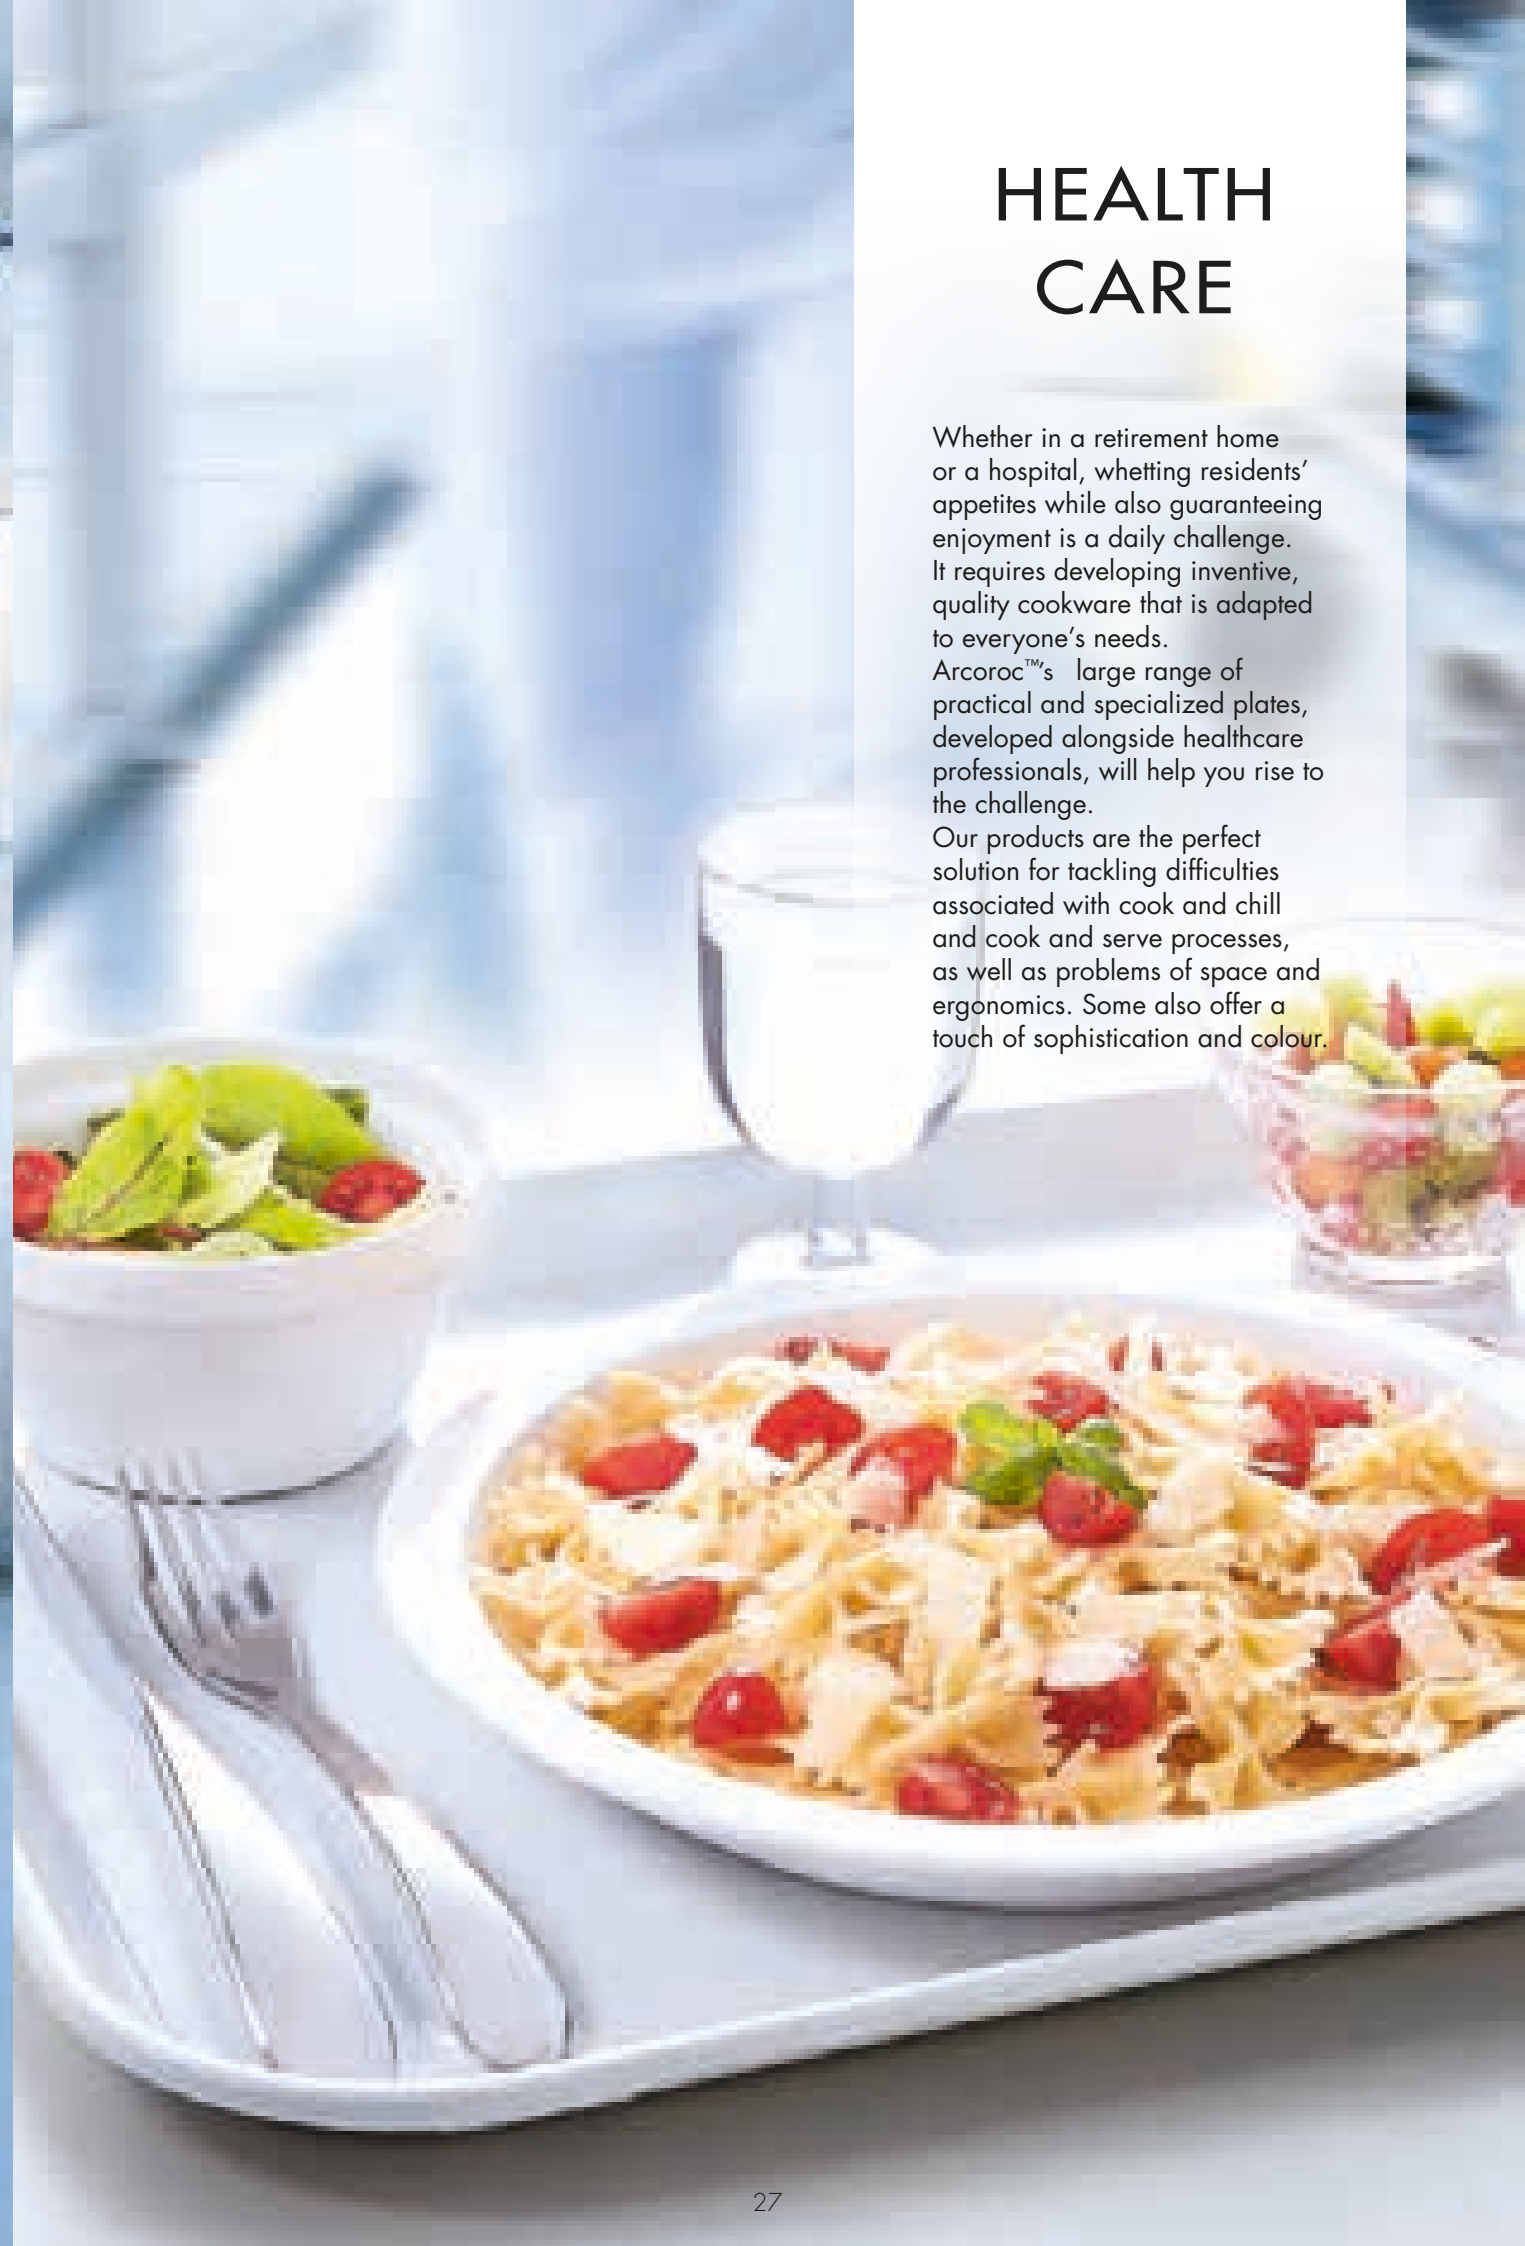 HEALTH
CARE
Whether in a retirement home
or a hospital, whetting residents’
appetites while also guaranteeing
enjoyment is a daily challenge.
It requires developing inventive,
quality cookware that is adapted
to everyone’s needs.
Arcoroc™’s large range of
practical and specialized plates,
developed alongside healthcare
professionals, will help you rise to
the challenge.
Our products are the perfect
solution for tackling difficulties
associated with cook and chill
and cook and serve processes,
as well as problems of space and
ergonomics. Some also offer a
touch of sophistication and colour.
27